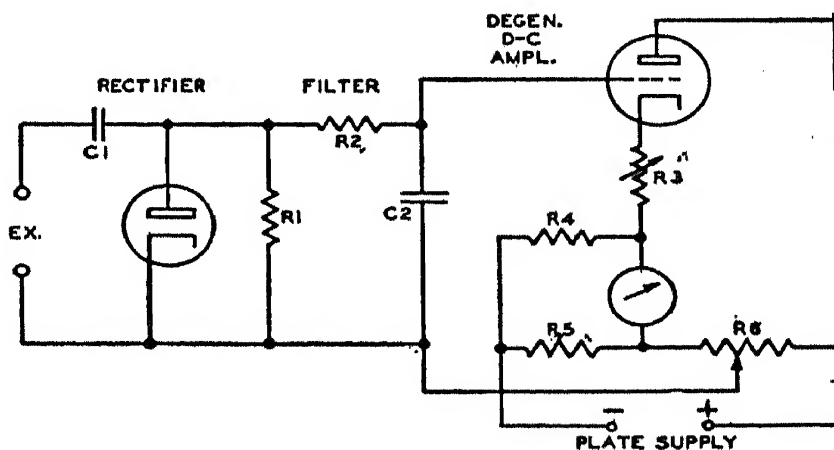 DEGEN.
D-C
AMPL.
RECTIFIER
FILTER
C1
R2
R3
EX.
R1
C2
R4
R5
R6
-
+
PLATE SUPPLY